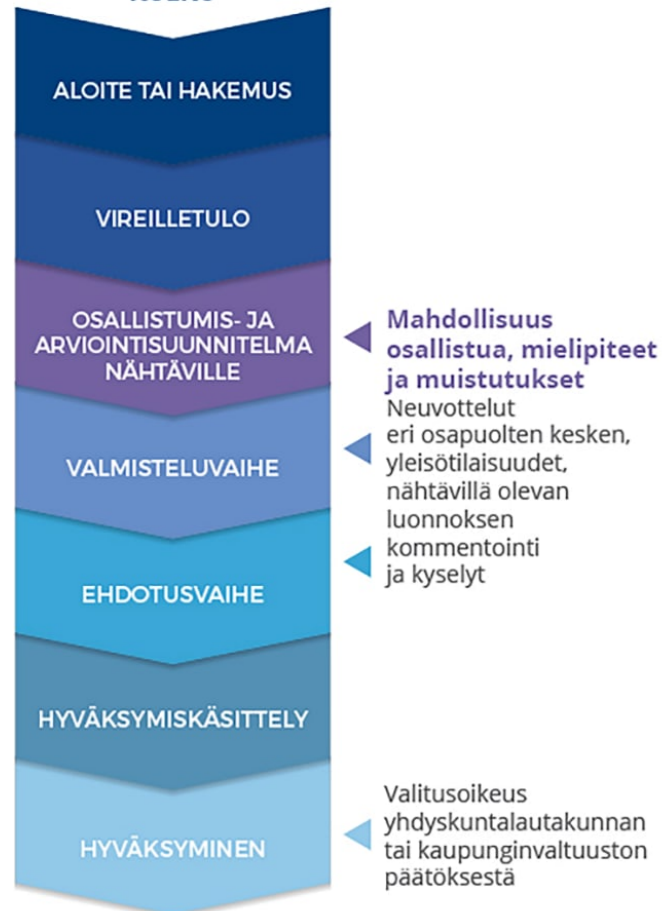 ALOITE TAI HAKEMUS
VIREILLETULO
OSALLISTUMIS- JA
ARVIOINTISUUNNITELMA
NÄHTÄVILLE
Mahdollisuus
osallistua, mielipiteet
ja muistutukset
VALMISTELUVAIHE
Neuvottelut
eri osapuolten kesken,
yleisötilaisuudet,
nähtävillä olevan
luonnoksen
kommentointi
ja kyselyt
EHDOTUSVAIHE
HYVÄKSYMISKÄSITTELY
HYVÄKSYMINEN
Valitusoikeus
yhdyskuntalautakunnan
tai kaupunginvaltuuston
päätöksestä